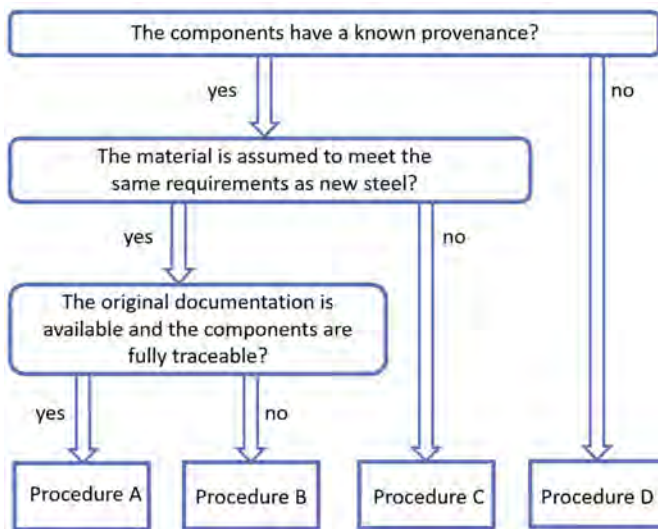 The components have a known provenance?
yes
no
The material is assumed to meet the
same requirements as new steel?
yes
no
The original documentation is
available and the components are
fully traceable?
yes
no
Procedure A
Procedure B
Procedure C
Procedure D